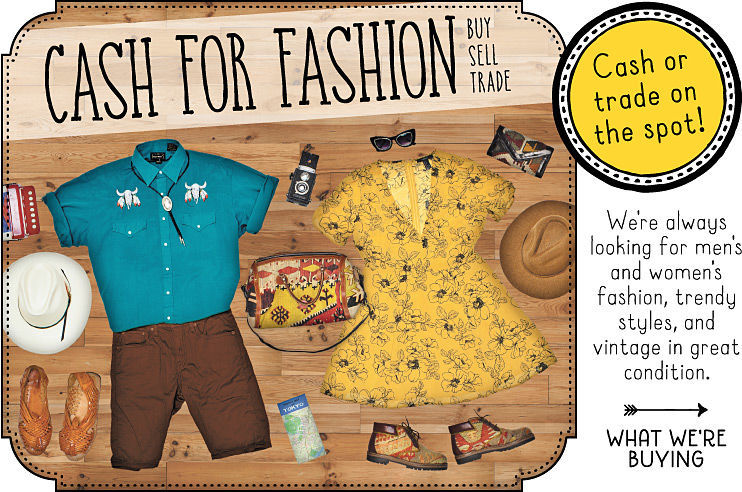 CASH FOR FASHION
BUY
SELL
TRADE
Cash or
trade on
the spot!
We're always
looking for men's
and women's
fashion, trendy
styles, and
vintage in great
condition.
WHAT WE'RE
BUYING
TOKYO